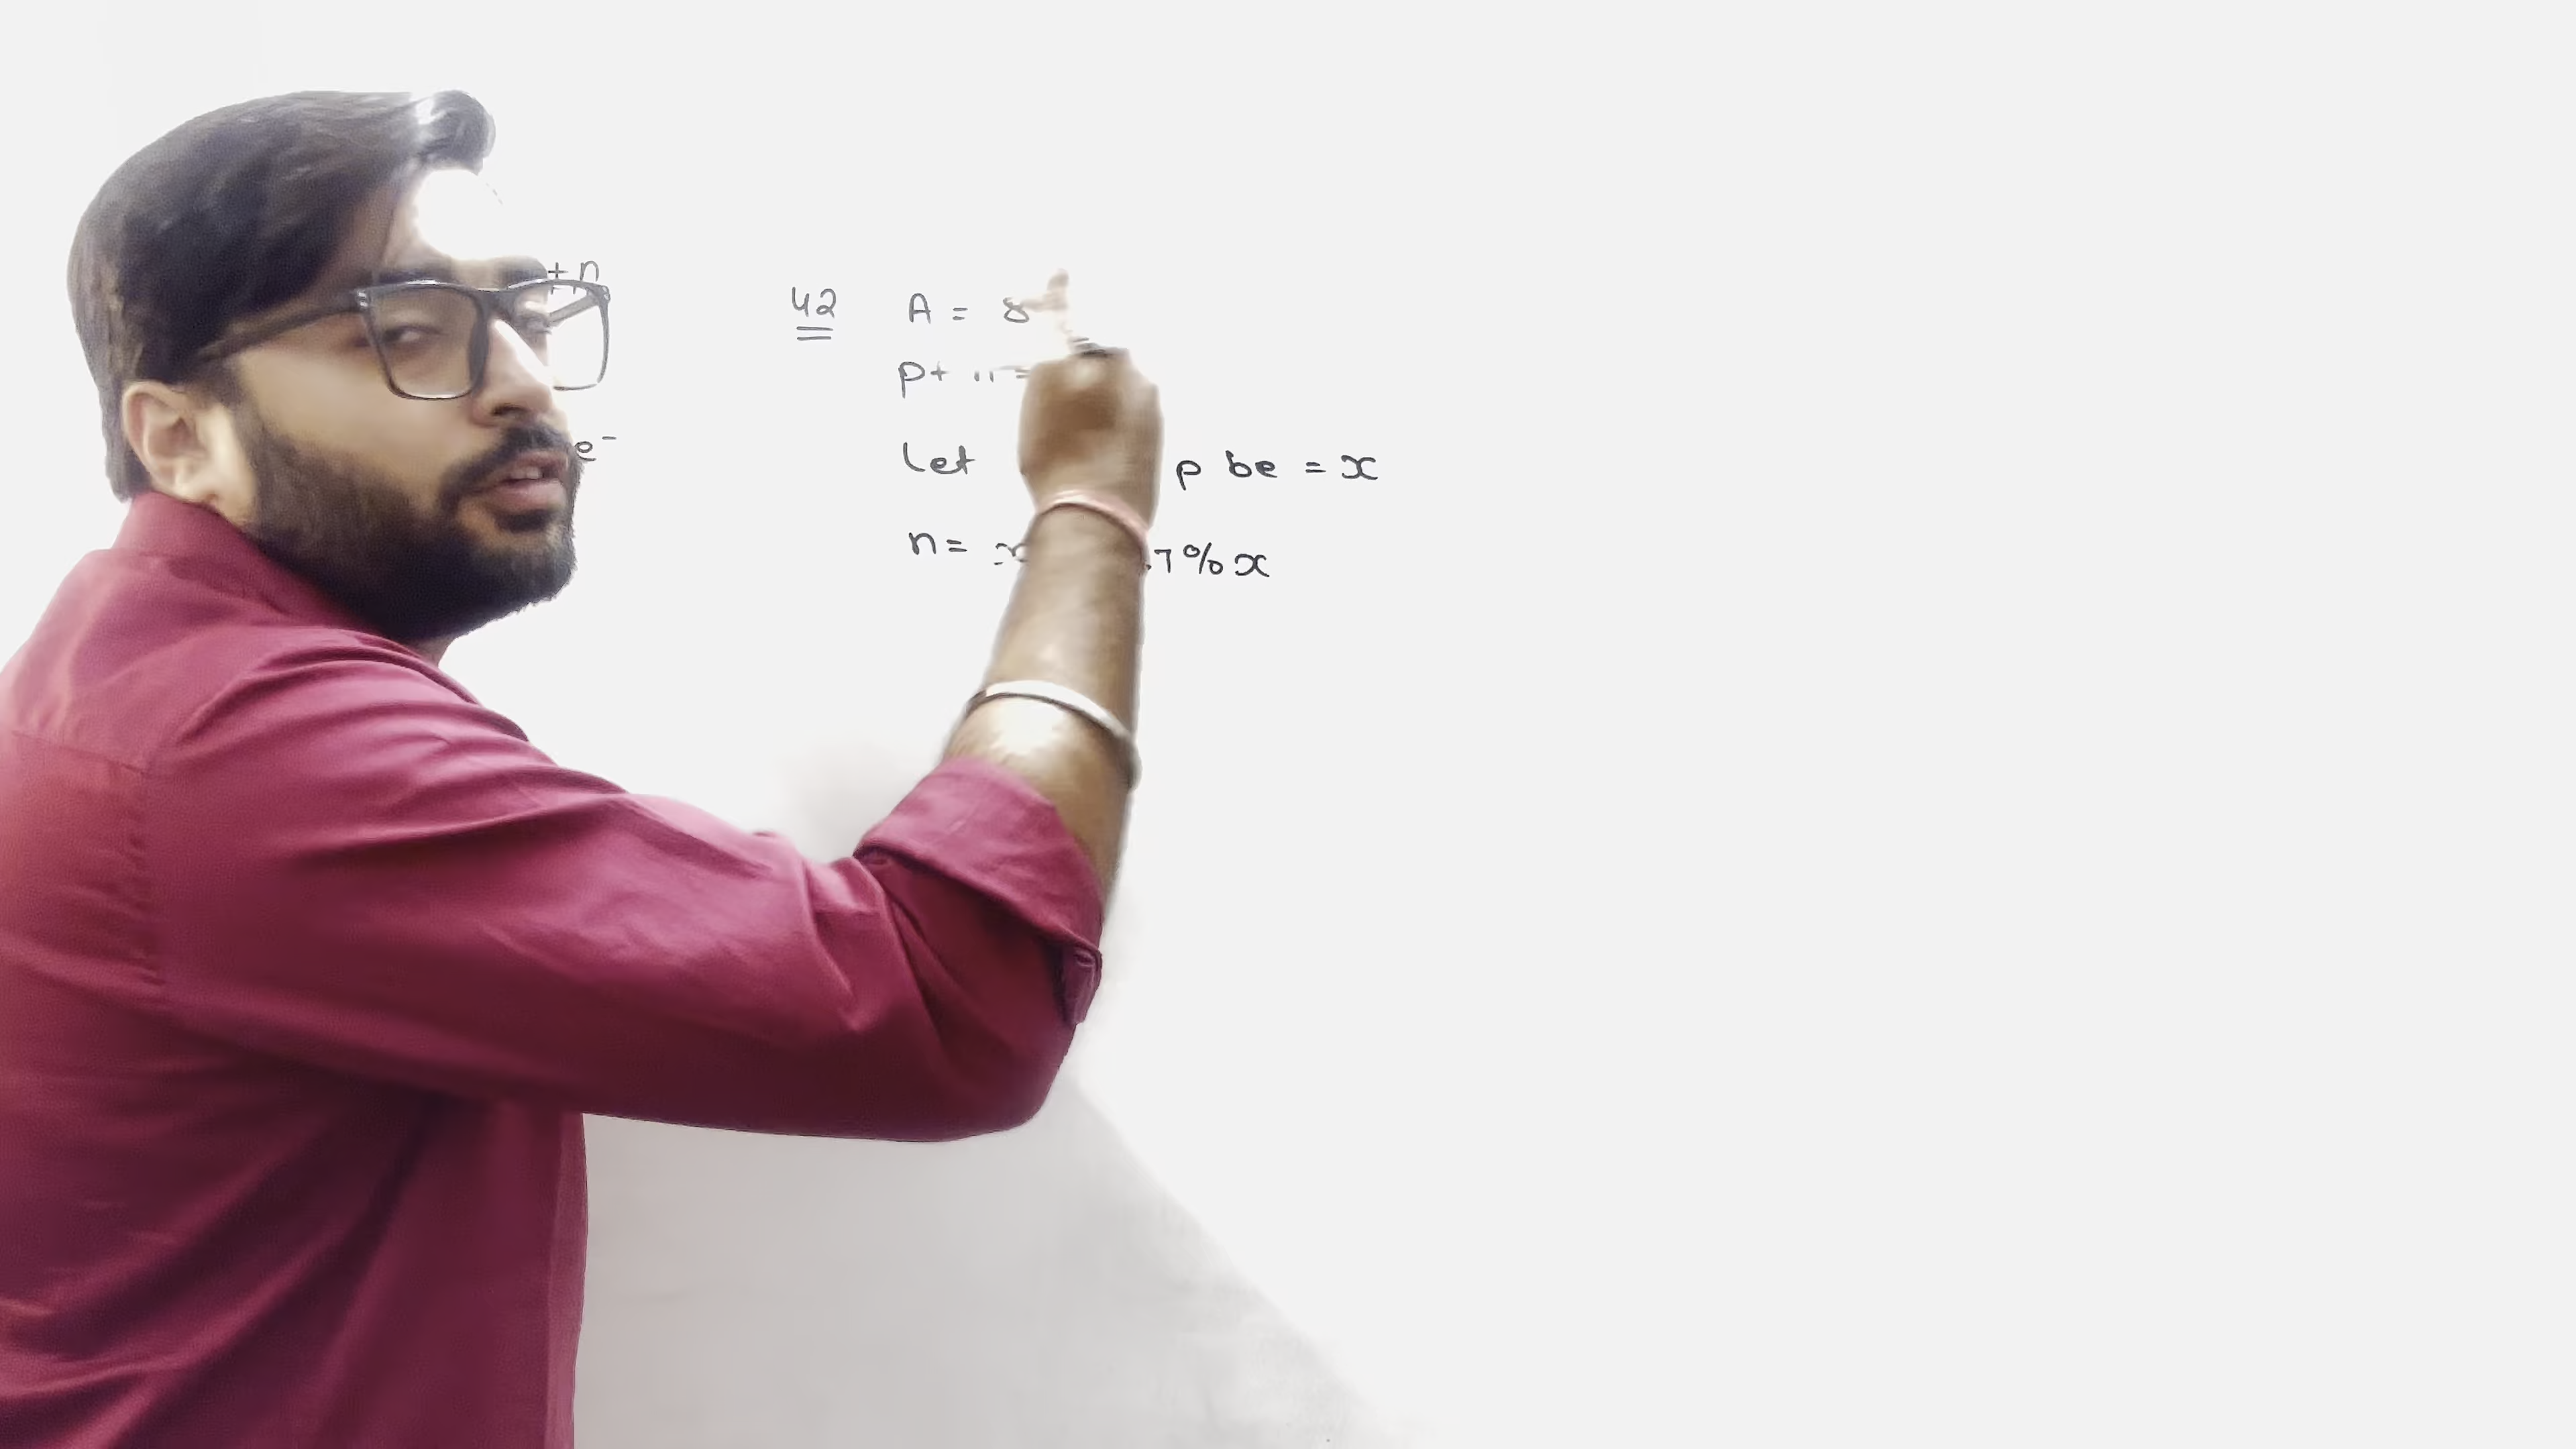 + n
e⁻
42 A = 8
p +
Let p be = x
n = x 7% x